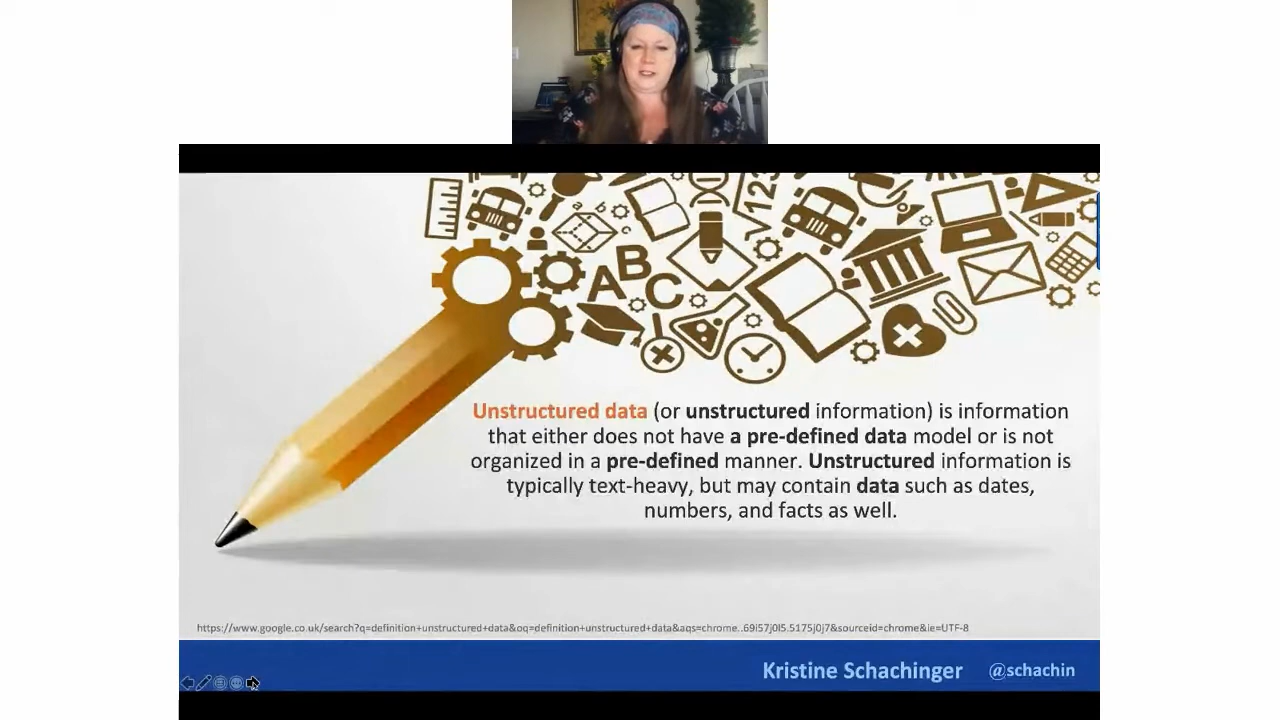 123
a b
c
ABC
Unstructured data (or unstructured information) is information
that either does not have a pre-defined data model or is not
organized in a pre-defined manner. Unstructured information is
typically text-heavy, but may contain data such as dates,
numbers, and facts as well.
https://www.google.co.uk/search?q=definition+unstructured+data&oq=definition+unstructured+data&aqs=chrome..69i57j0l5.5175j0j7&sourceid=chrome&ie=UTF-8
Kristine Schachinger @schachin